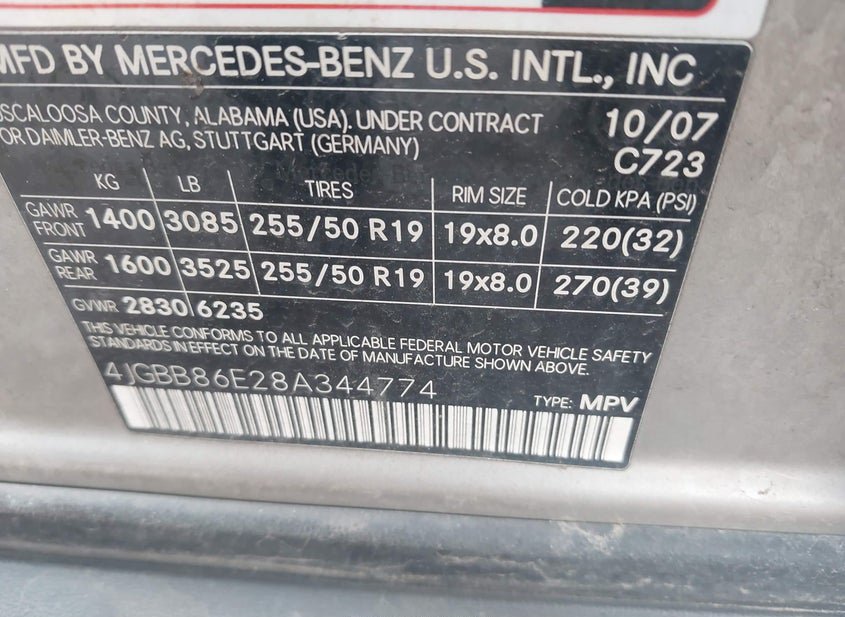 MFD BY MERCEDES-BENZ U.S. INTL., INC
USCALOOSA COUNTY, ALABAMA (USA). UNDER CONTRACT 10/07
OR DAIMLER-BENZ AG, STUTTGART (GERMANY) C723
KG LB TIRES RIM SIZE COLD KPA (PSI)
GAWR FRONT 1400 3085 255/50 R19 19x8.0 220(32)
GAWR REAR 1600 3525 255/50 R19 19x8.0 270(39)
GVWR 2830 6235
THIS VEHICLE CONFORMS TO ALL APPLICABLE FEDERAL MOTOR VEHICLE SAFETY
STANDARDS IN EFFECT ON THE DATE OF MANUFACTURE SHOWN ABOVE.
4JGBB86E28A344774 TYPE: MPV